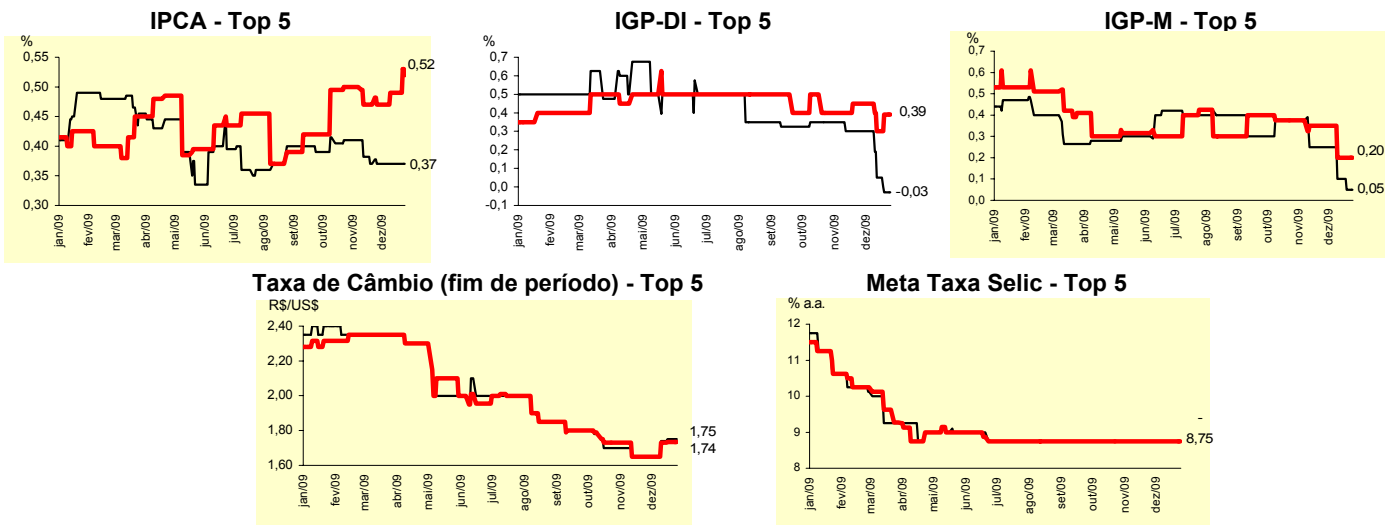 IPCA - Top 5
%
0,55
0,50
0,45
0,40
0,35
0,30
0,52
0,37
jan/09
fev/09
mar/09
abr/09
mai/09
jun/09
jul/09
ago/09
set/09
out/09
nov/09
dez/09
IGP-DI - Top 5
%
0,7
0,6
0,5
0,4
0,3
0,2
0,1
0,0
-0,1
0,39
-0,03
jan/09
fev/09
mar/09
abr/09
mai/09
jun/09
jul/09
ago/09
set/09
out/09
nov/09
dez/09
IGP-M - Top 5
%
0,7
0,6
0,5
0,4
0,3
0,2
0,1
0,0
0,20
0,05
jan/09
fev/09
mar/09
abr/09
mai/09
jun/09
jul/09
ago/09
set/09
out/09
nov/09
dez/09
Taxa de Câmbio (fim de período) - Top 5
R$/US$
2,40
2,20
2,00
1,80
1,60
1,75
1,74
jan/09
fev/09
mar/09
abr/09
mai/09
jun/09
jul/09
ago/09
set/09
out/09
nov/09
dez/09
Meta Taxa Selic - Top 5
% a.a.
12
11
10
9
8
-
8,75
jan/09
fev/09
mar/09
abr/09
mai/09
jun/09
jul/09
ago/09
set/09
out/09
nov/09
dez/09